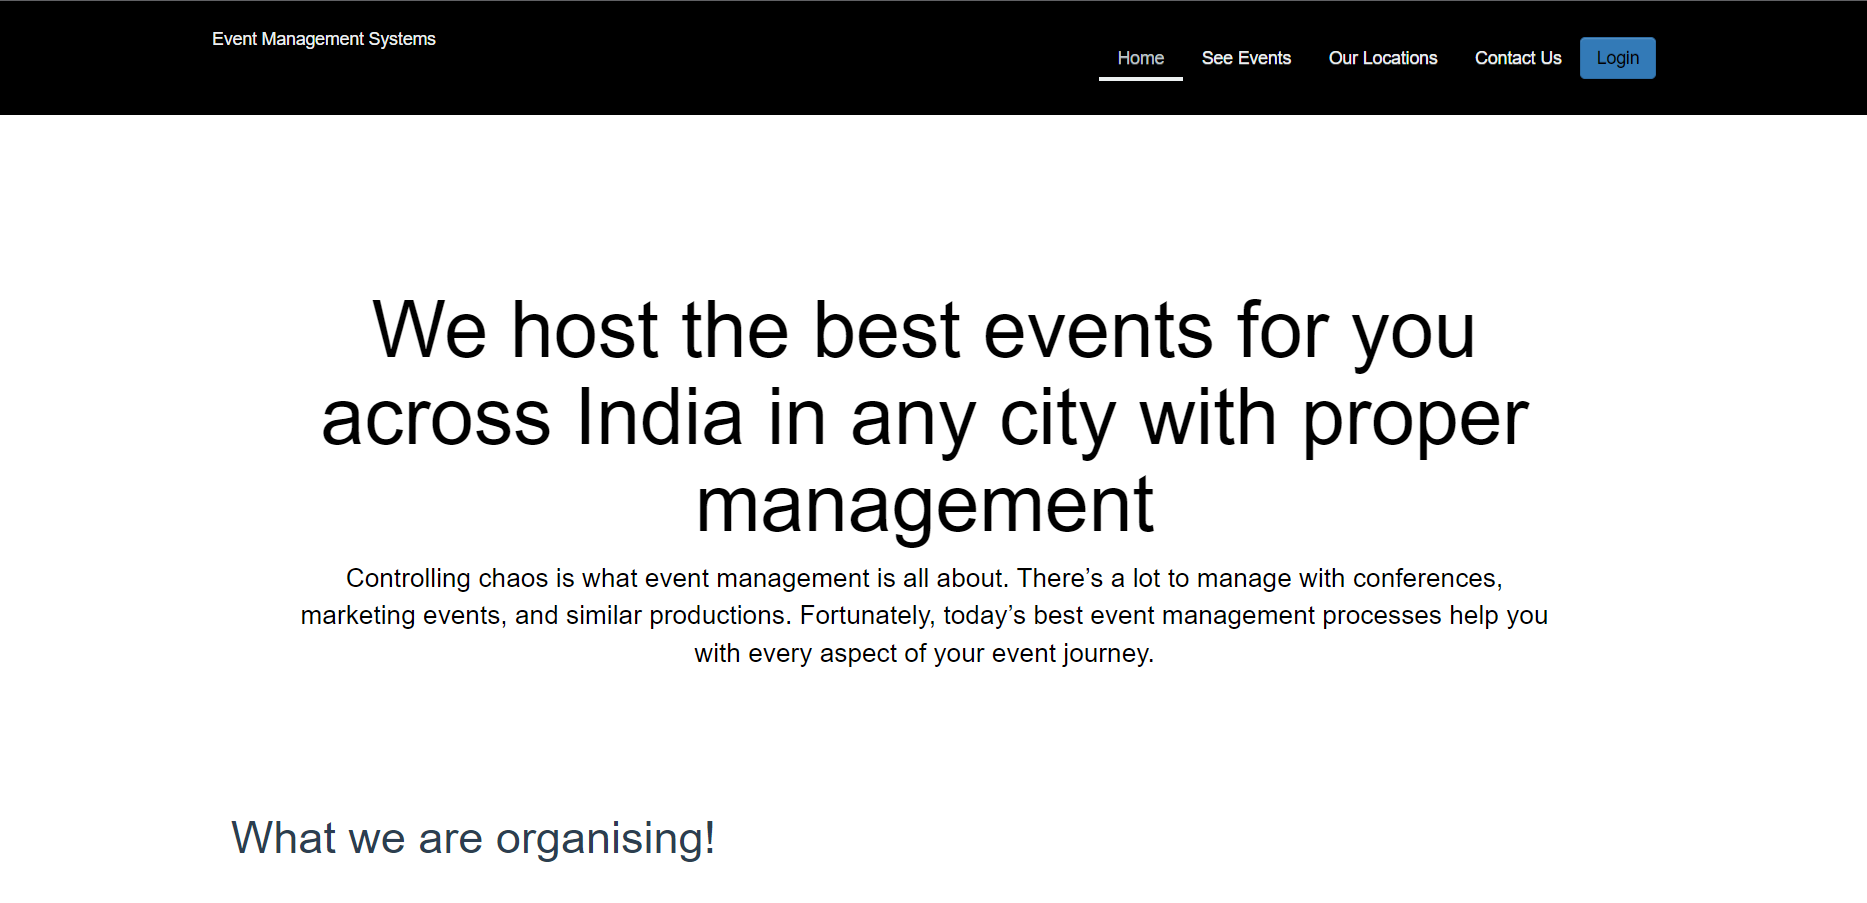 Event Management Systems
Home
See Events
Our Locations
Contact Us
Login
We host the best events for you
across India in any city with proper
management
Controlling chaos is what event management is all about. There’s a lot to manage with conferences,
marketing events, and similar productions. Fortunately, today’s best event management processes help you
with every aspect of your event journey.
What we are organising!